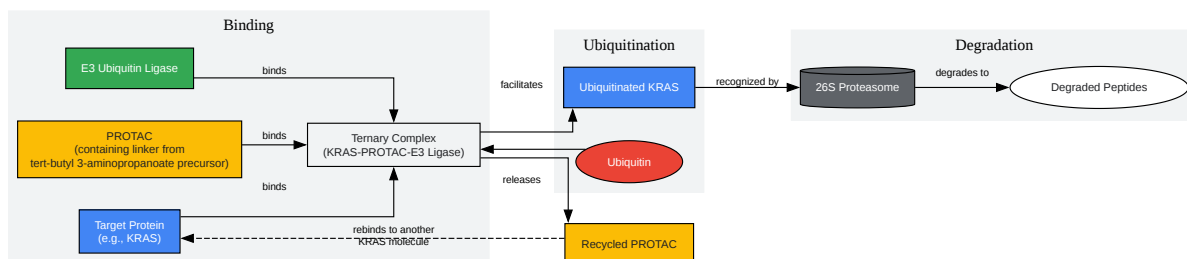 Binding
E3 Ubiquitin Ligase
binds
PROTAC
(containing linker from
tert-butyl 3-aminopropanoate precursor)
binds
Ternary Complex
(KRAS-PROTAC-E3 Ligase)
binds
Target Protein
(e.g., KRAS)
rebinds to another
KRAS molecule
facilitates
releases
Ubiquitination
Ubiquitinated KRAS
Ubiquitin
Recycled PROTAC
recognized by
Degradation
26S Proteasome
degrades to
Degraded Peptides